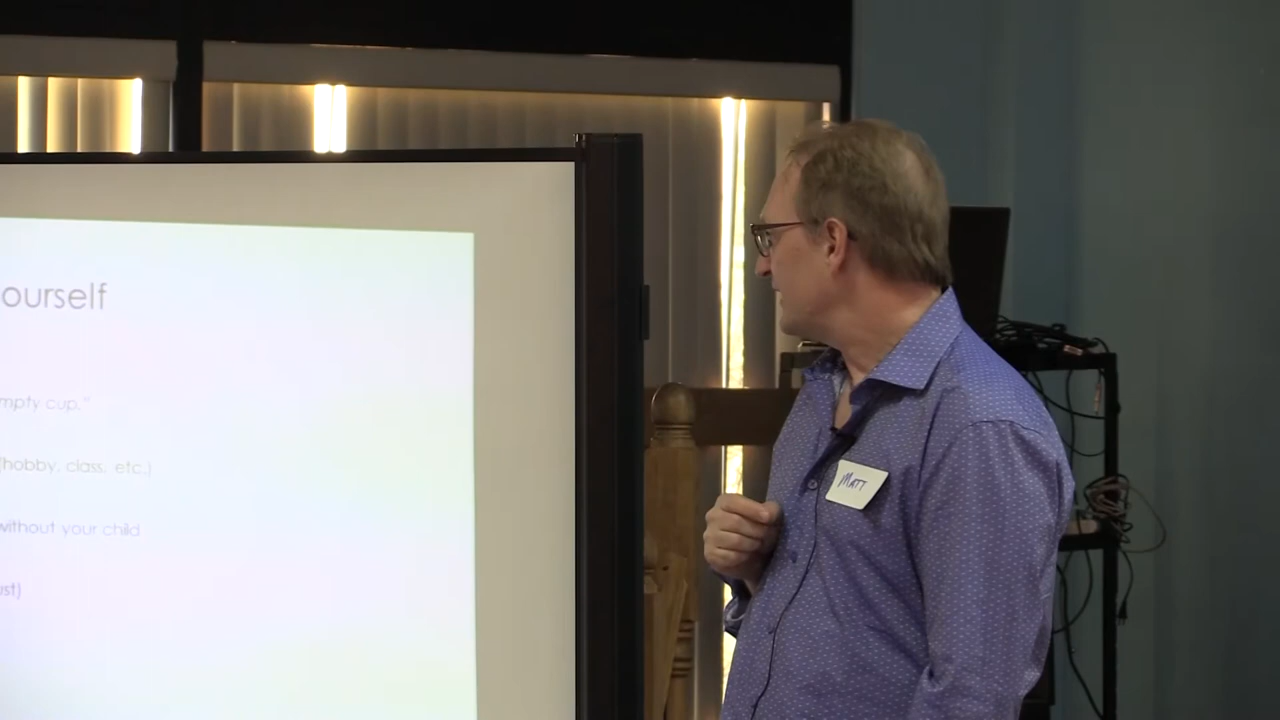 ourself
mpty cup."
(hobby, class, etc.)
without your child
ust)
MATT